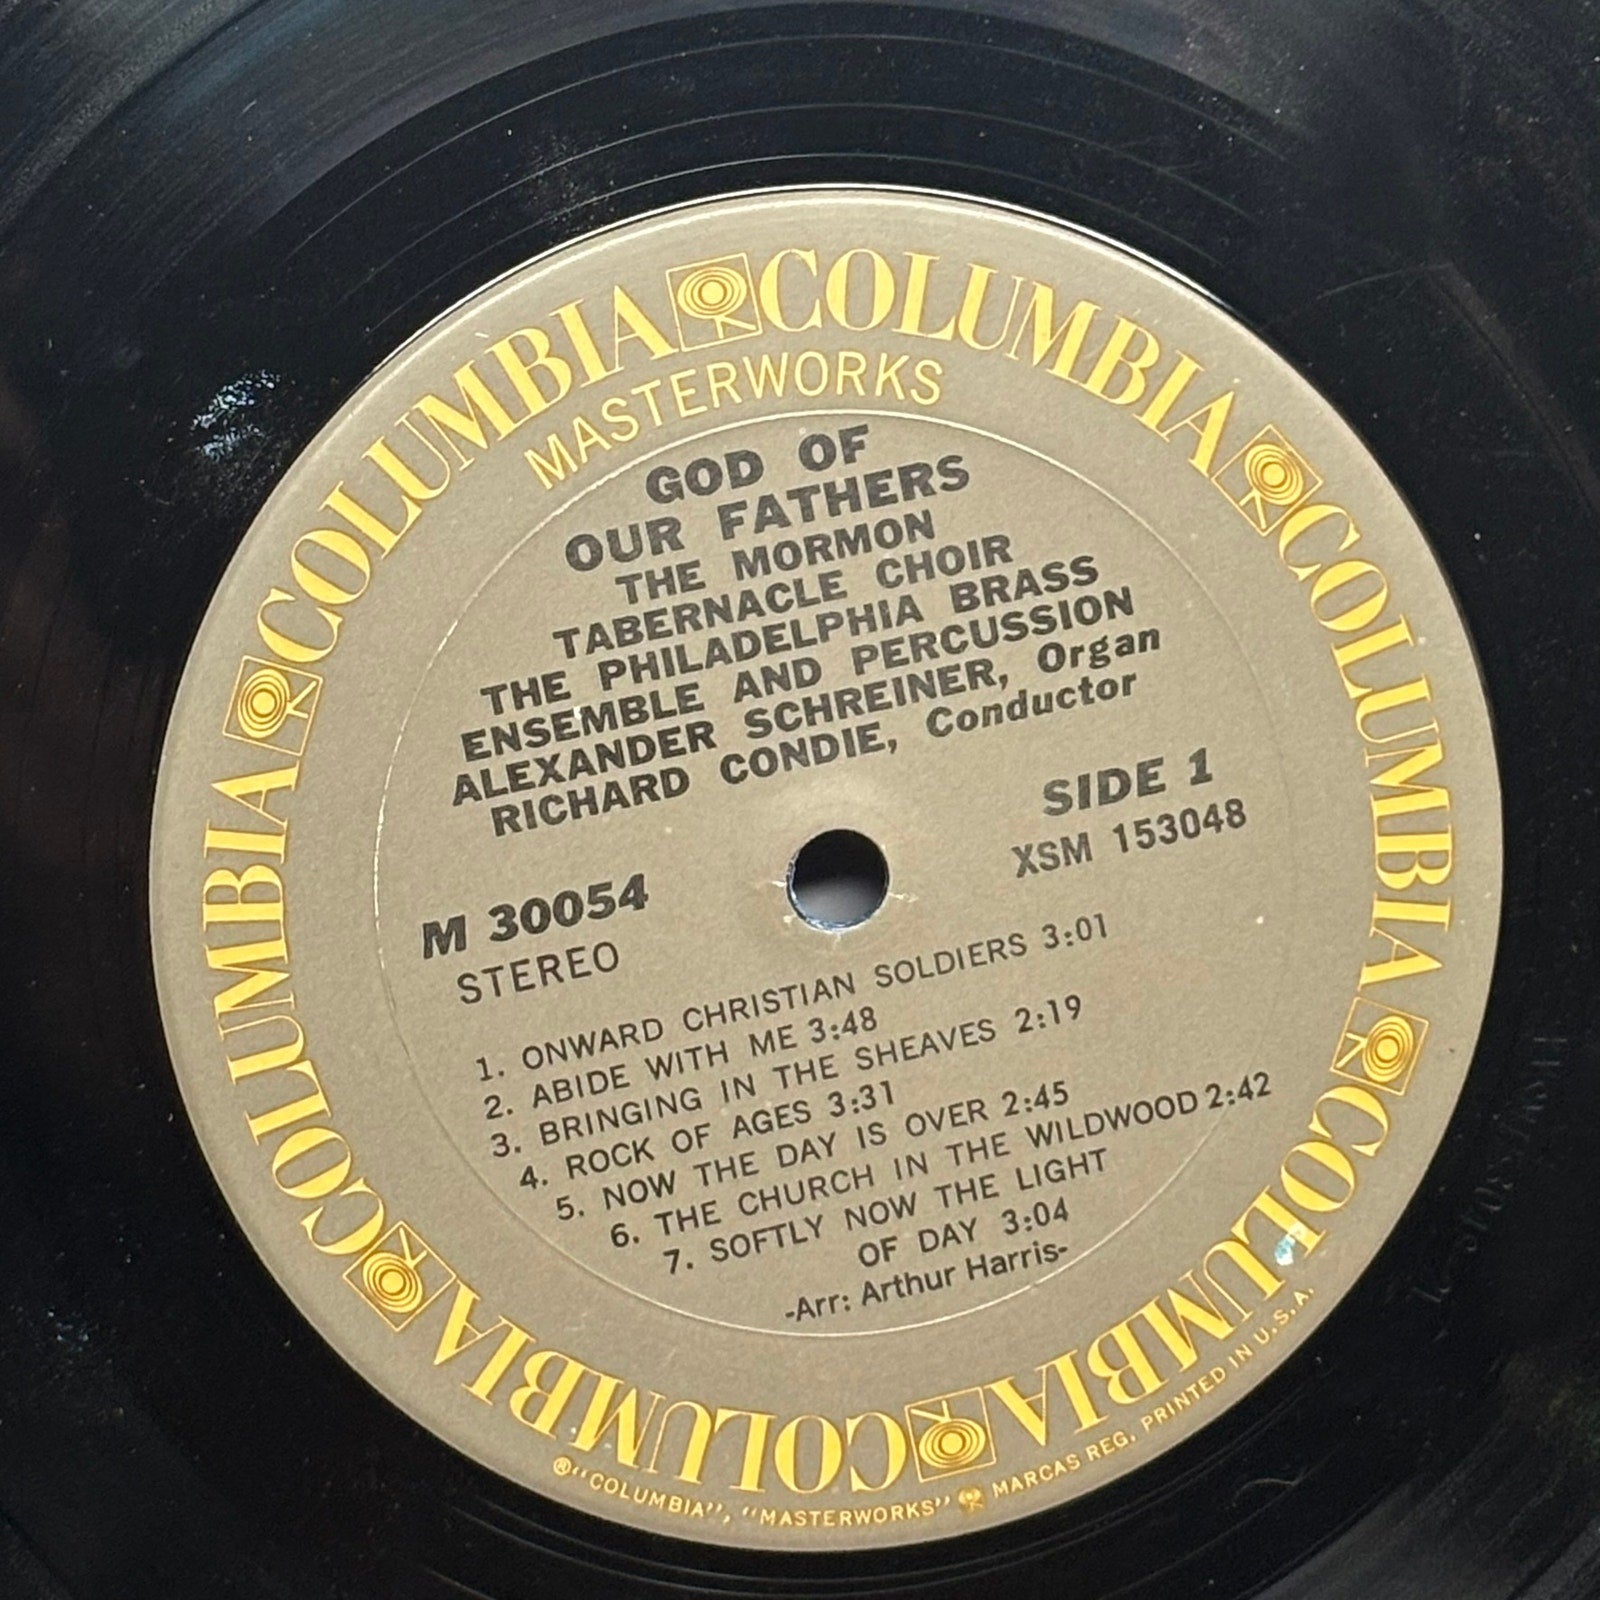 COLUMBIA COLUMBIA COLUMBIA COLUMBIA COLUMBIA COLUMBIA
MASTERWORKS
GOD OF
OUR FATHERS
THE MORMON
TABERNACLE CHOIR
THE PHILADELPHIA BRASS
ENSEMBLE AND PERCUSSION
ALEXANDER SCHREINER, Organ
RICHARD CONDIE, Conductor
SIDE 1
XSM 153048
M 30054
STEREO
1. ONWARD CHRISTIAN SOLDIERS 3:01
2. ABIDE WITH ME 3:48
3. BRINGING IN THE SHEAVES 2:19
4. ROCK OF AGES 3:31
5. NOW THE DAY IS OVER 2:45
6. THE CHURCH IN THE WILDWOOD 2:42
7. SOFTLY NOW THE LIGHT
OF DAY 3:04
-Arr: Arthur Harris-
®"COLUMBIA", "MASTERWORKS" MARCAS REG. PRINTED IN U.S.A.